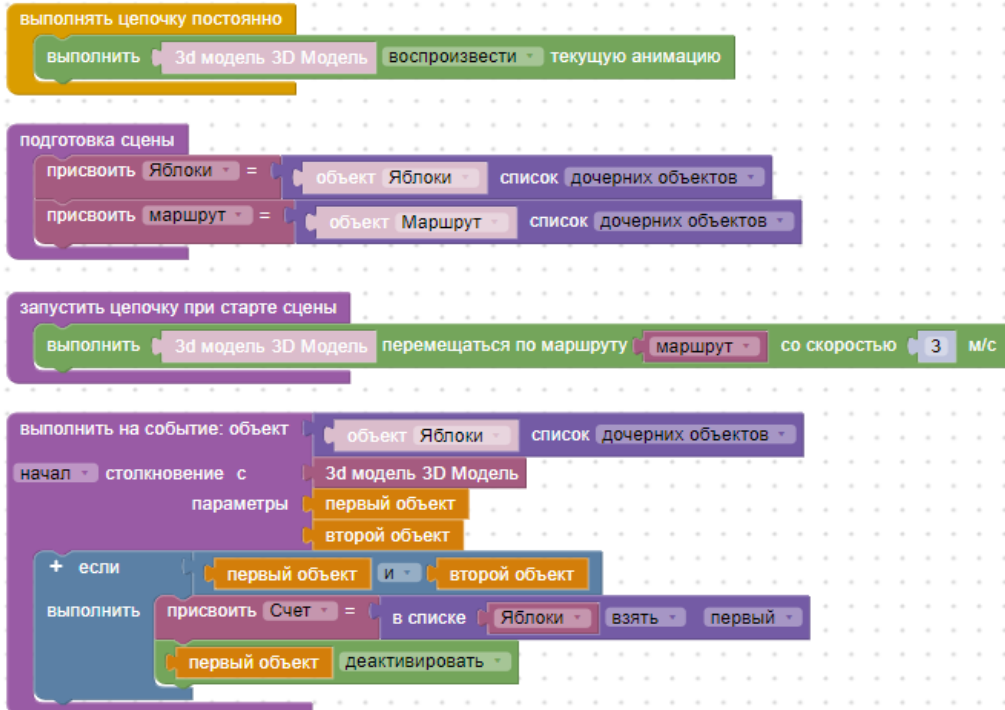 выполнять цепочку постоянно
выполнить 3d модель 3D Модель воспроизвести текущую анимацию
подготовка сцены
присвоить Яблоки = объект Яблоки список дочерних объектов
присвоить маршрут = объект Маршрут список дочерних объектов
запустить цепочку при старте сцены
выполнить 3d модель 3D Модель перемещаться по маршруту маршрут со скоростью 3 м/с
выполнить на событие: объект объект Яблоки список дочерних объектов
начал столкновение с 3d модель 3D Модель
параметры первый объект
второй объект
+ если первый объект и второй объект
выполнить присвоить Счет = в списке Яблоки взять первый
первый объект деактивировать